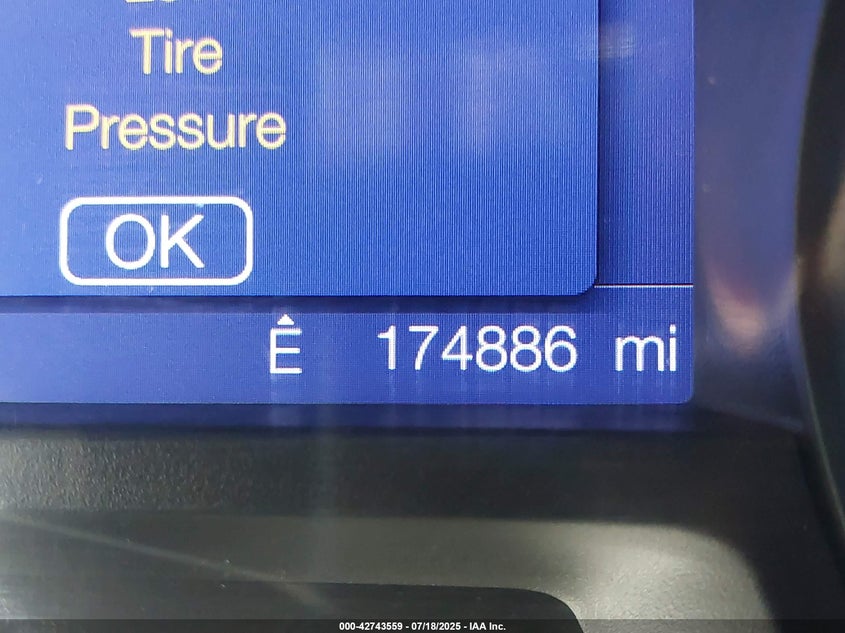 Tire
Pressure
OK
Ê 174886 mi
000-42743559 - 07/18/2025 - IAA Inc.